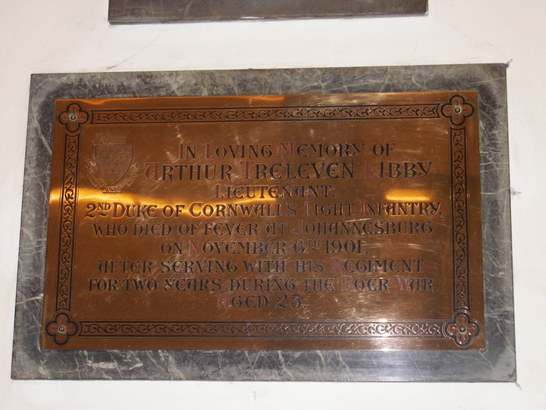 IN LOVING MEMORY OF
ARTHUR TRELEVEN KIBBY
LIEUTENANT.
2ND DUKE OF CORNWALL'S LIGHT INFANTRY,
WHO DIED OF FEVER AT JOHANNESBURG
ON NOVEMBER 6TH 1901.
AFTER SERVING WITH HIS REGIMENT
FOR TWO YEARS DURING THE BOER WAR.
AGED 25.